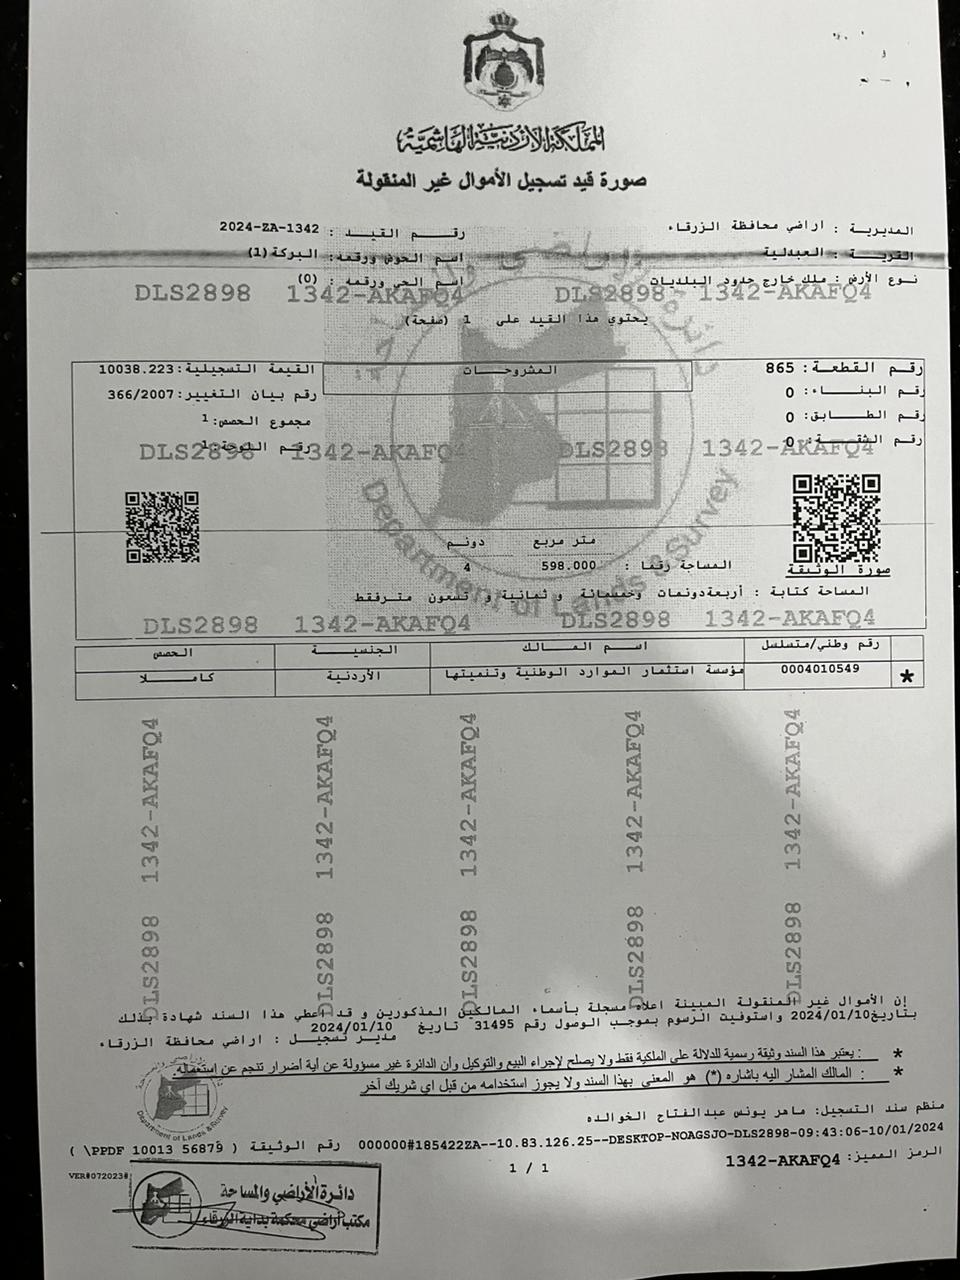 المملكة الأردنية الهاشمية
صورة قيد تسجيل الأموال غير المنقولة
المديرية : اراضي محافظة الزرقاء
رقم القيد : 2024-ZA-1342
القرية : العبدلية
اسم الحوض ورقمه: البركة (1)
نوع الأرض: ملك خارج حدود البلديات
اسم الحي ورقمه : (0)
DLS2898 1342-AKAFQ4 DLS2898 1342-AKAFQ4
يحتوي هذا القيد على 1 (صفحة)
رقم القطعة: 865
المشروحات
القيمة التسجيلية: 10038.223
رقم البناء: 0
رقم بيان التغيير: 366/2007
رقم الطابق: 0
مجموع الحصص: 1
رقم الشقة: 0
رقم اللوحة: 1
DLS2898 1342-AKAFQ4 DLS2898 1342-AKAFQ4
دائرة الأراضي والمساحة
Department of Lands & Survey
صورة الوثيقة
متر مربع دونم
المساحة رقما : 598.000 4
المساحة كتابة : أربعةدونمات وخمسمائة و ثمانية و تسعون مترفقط
DLS2898 1342-AKAFQ4 DLS2898 1342-AKAFQ4
رقم وطني/متسلسل اسم المالك الجنسية الحصص
* 0004010549 مؤسسة استثمار الموارد الوطنية وتنميتها الأردنية كاملا
DLS2898 1342-AKAFQ4
DLS2898 1342-AKAFQ4
DLS2898 1342-AKAFQ4
DLS2898 1342-AKAFQ4
DLS2898 1342-AKAFQ4
إن الأموال غير المنقولة المبينة اعلاه مسجلة بأسماء المالكين المذكورين و قد اعطي هذا السند شهادة بذلك
بتاريخ 2024/01/10 واستوفيت الرسوم بموجب الوصول رقم 31495 تاريخ 2024/01/10
مدير تسجيل : اراضي محافظة الزرقاء
* : يعتبر هذا السند وثيقة رسمية للدلالة على الملكية فقط ولا يصلح لإجراء البيع والتوكيل وأن الدائرة غير مسؤولة عن أية أضرار تنجم عن إستعماله
* : المالك المشار اليه باشاره (*) هو المعنى بهذا السند ولا يجوز استخدامه من قبل اي شريك آخر
Department of Lands & Survey
منظم سند التسجيل: ماهر يونس عبدالفتاح الخوالده
000000#185422ZA--10.83.126.25--DESKTOP-NOAGSJO-DLS2898-09:43:06-10/01/2024
رقم الوثيقة ( 56879 10013 PPDF\ )
الرمز المميز: 1342-AKAFQ4
1 / 1
VER#072023#
دائرة الأراضي والمساحة
مكتب أراضي محكمة بداية الزرقاء